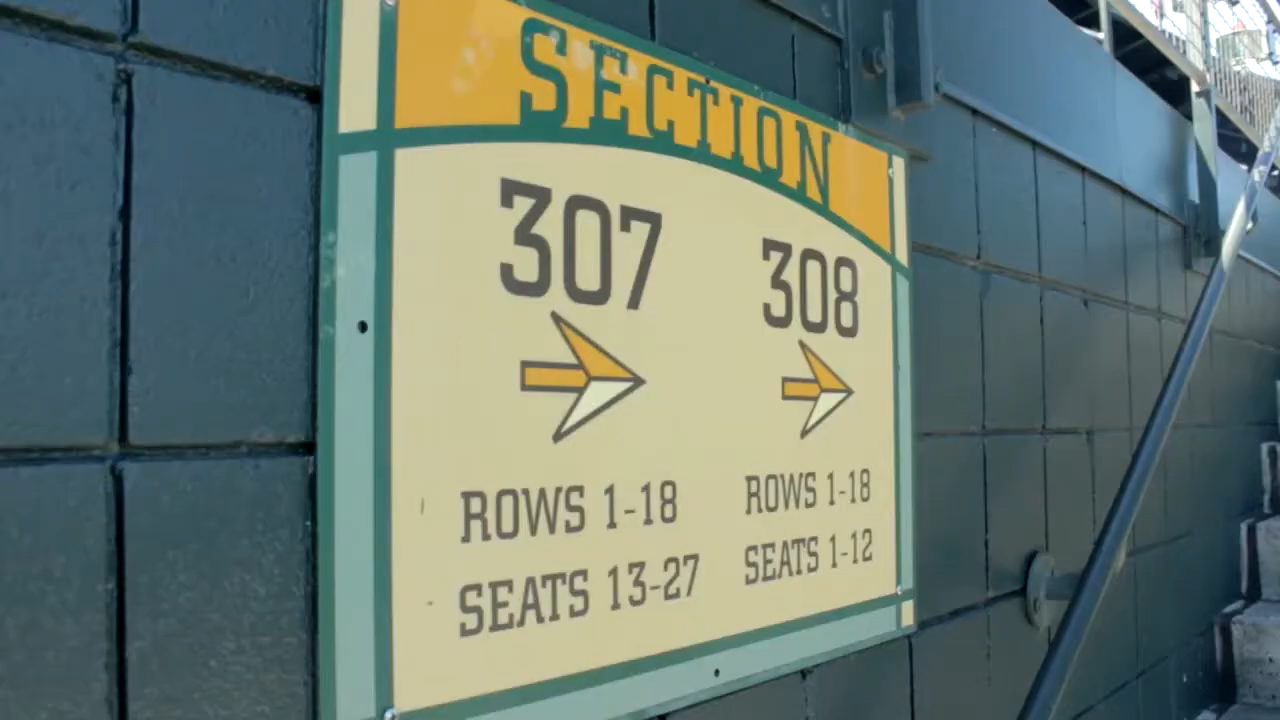 SECTION
307 308
ROWS 1-18 ROWS 1-18
SEATS 13-27 SEATS 1-12